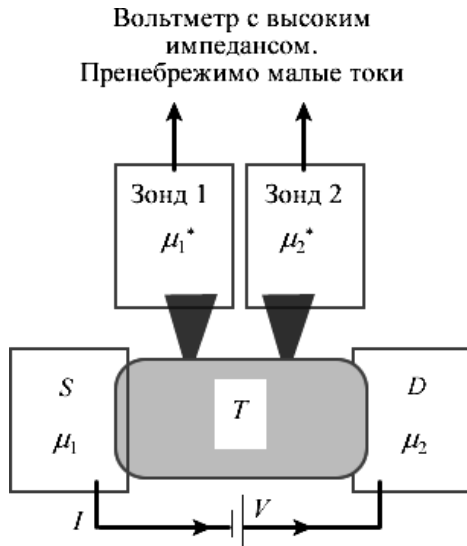 Вольтметр с высоким
импедансом.
Пренебрежимо малые токи
Зонд 1
μ₁*
Зонд 2
μ₂*
S
μ₁
T
D
μ₂
I
V